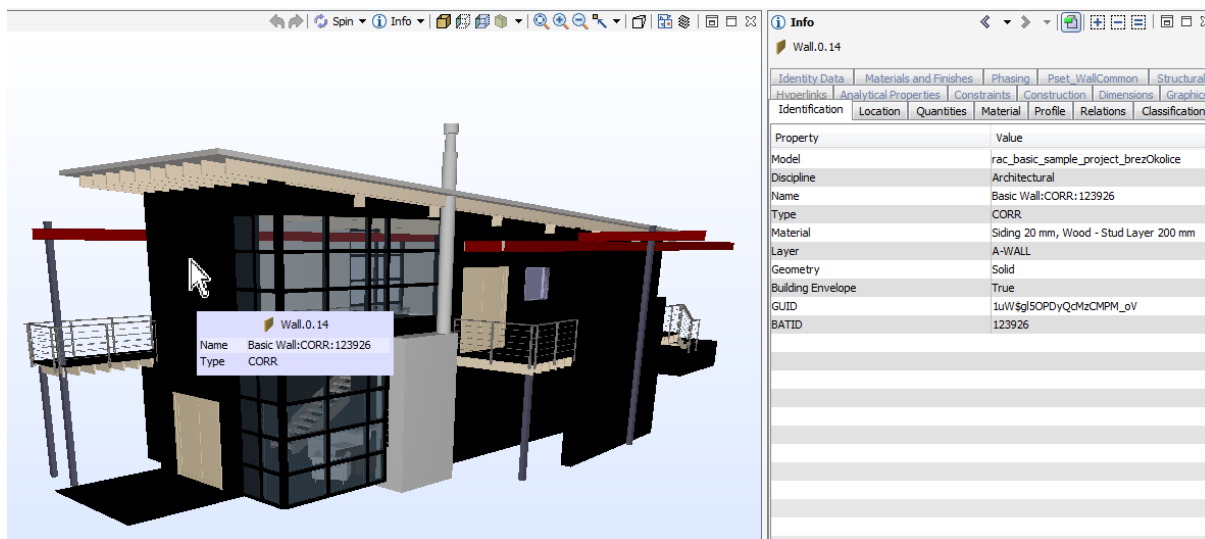 Spin Info
Info
Wall.0.14
Identity Data Materials and Finishes Phasing Pset_WallCommon Structural
Hyperlinks Analytical Properties Constraints Construction Dimensions Graphics
Identification Location Quantities Material Profile Relations Classification
Property Value
Model rac_basic_sample_project_brezOkolice
Discipline Architectural
Name Basic Wall:CORR:123926
Type CORR
Material Siding 20 mm, Wood - Stud Layer 200 mm
Layer A-WALL
Geometry Solid
Building Envelope True
GUID 1uW$gl5OPDyQcMzCMPM_oV
BATID 123926
Wall.0.14
Name Basic Wall:CORR:123926
Type CORR